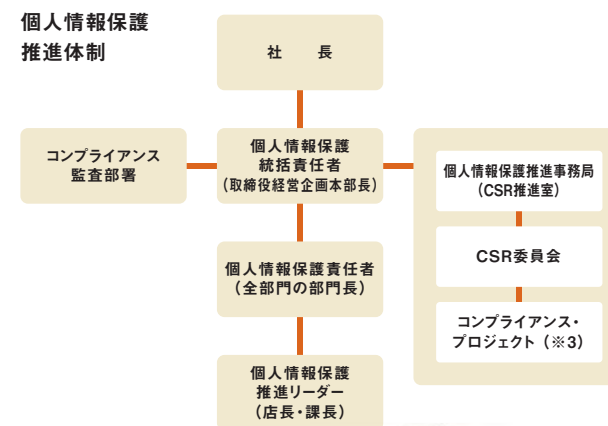 個人情報保護
推進体制
社　長
コンプライアンス
監査部署
個人情報保護
統括責任者
（取締役経営企画本部長）
個人情報保護推進事務局
（CSR推進室）
CSR委員会
コンプライアンス・
プロジェクト（※3）
個人情報保護責任者
（全部門の部門長）
個人情報保護
推進リーダー
（店長・課長）